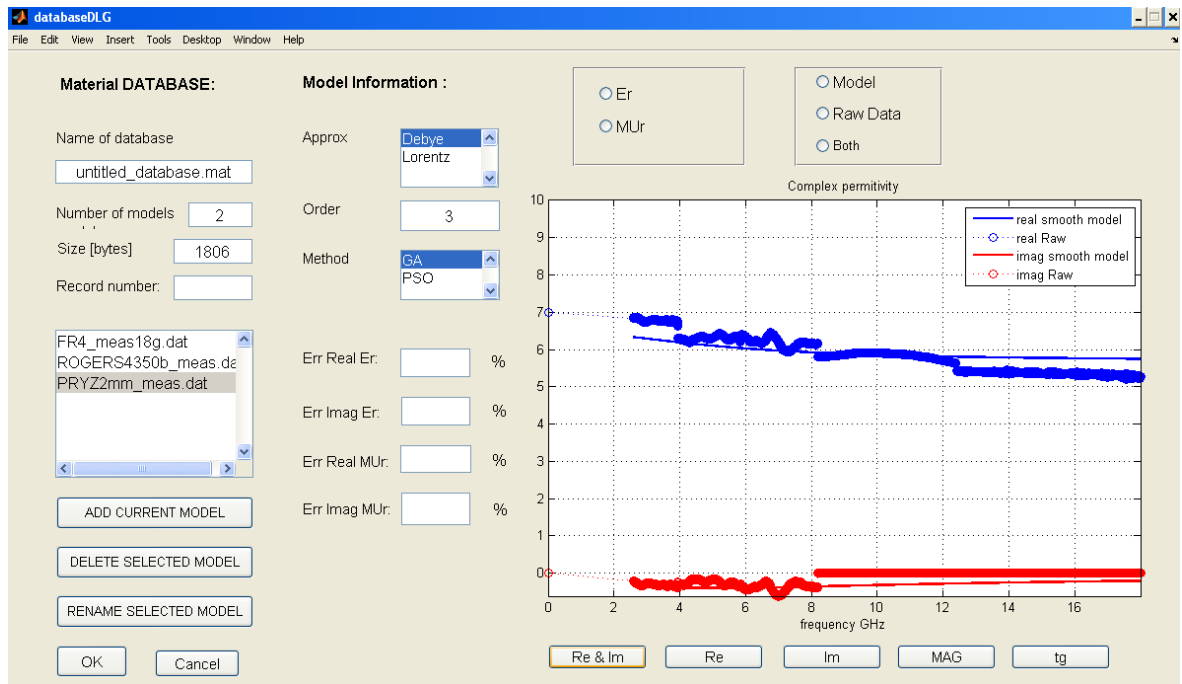 databaseDLG
File Edit View Insert Tools Desktop Window Help
Material DATABASE:
Name of database
untitled_database.mat
Number of models
2
Size [bytes]
1806
Record number:
FR4_meas18g.dat
ROGERS4350b_meas.da
PRYZ2mm_meas.dat
ADD CURRENT MODEL
DELETE SELECTED MODEL
RENAME SELECTED MODEL
OK
Cancel
Model Information :
Approx
Debye
Lorentz
Order
3
Method
GA
PSO
Err Real Er:
%
Err Imag Er:
%
Err Real MUr:
%
Err Imag MUr:
%
Er
MUr
Model
Raw Data
Both
Complex permitivity
real smooth model
real Raw
imag smooth model
imag Raw
10
9
8
7
6
5
4
3
2
1
0
0 2 4 6 8 10 12 14 16
frequency GHz
Re & Im
Re
Im
MAG
tg